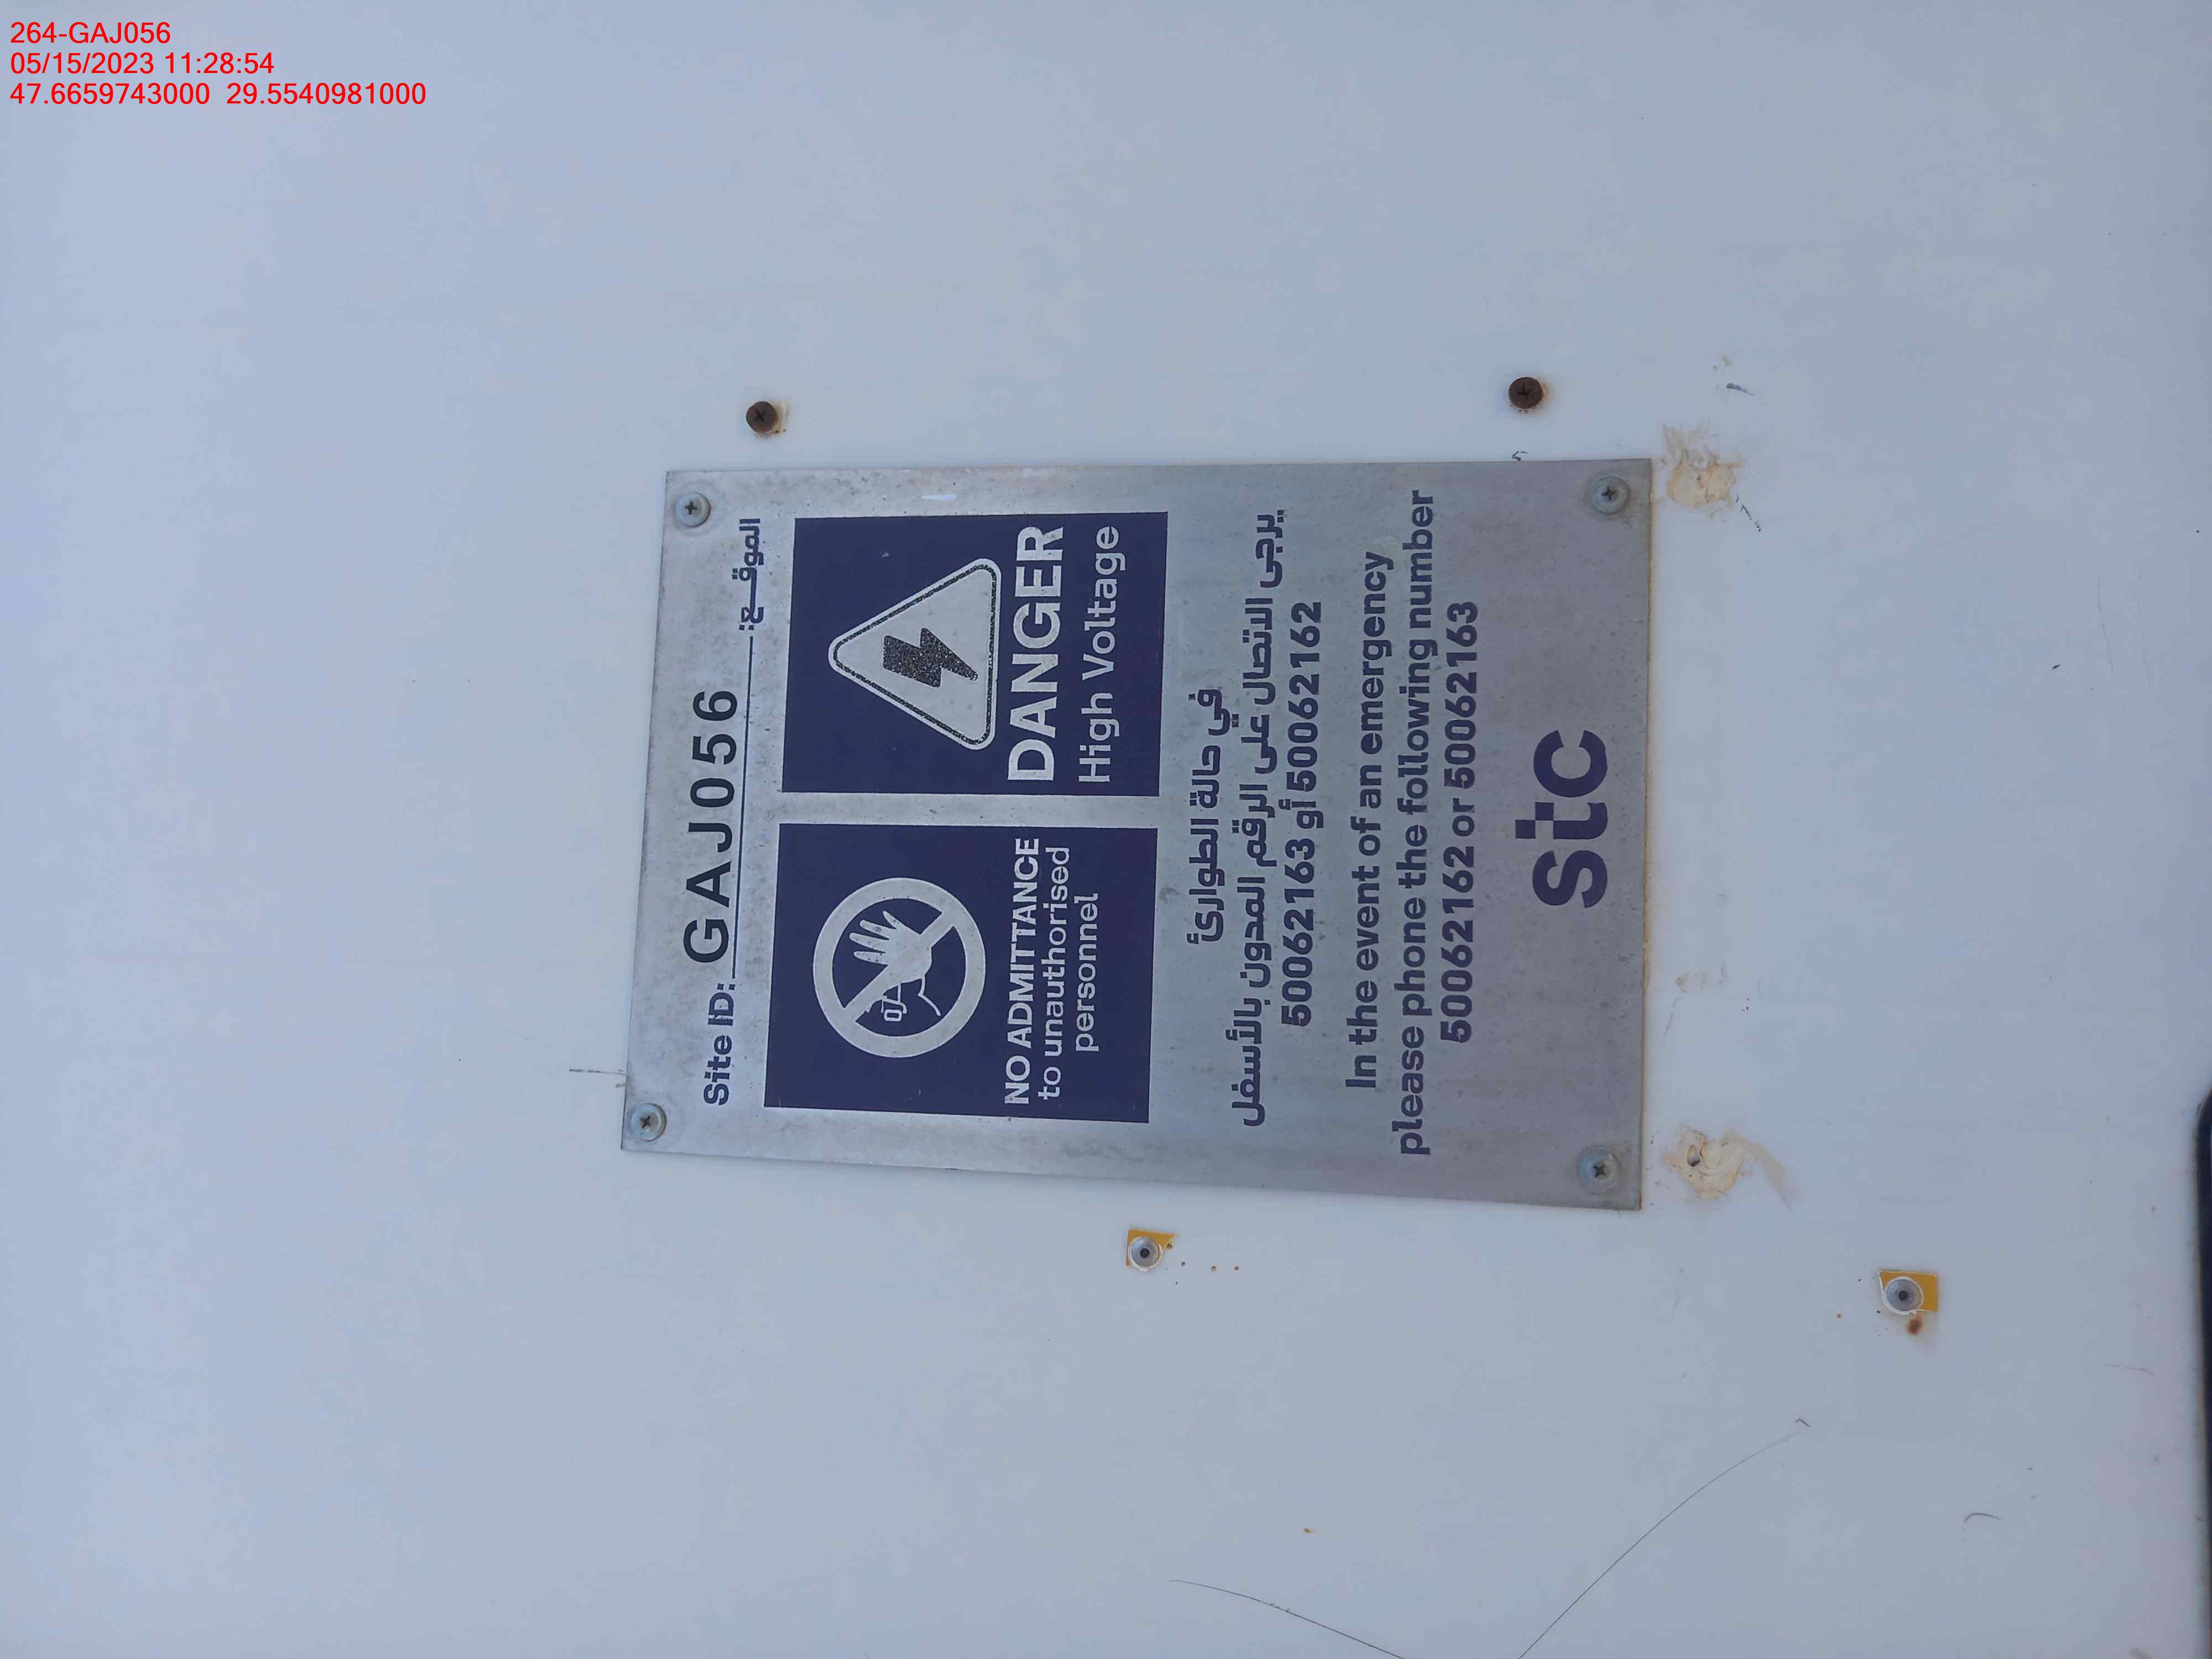 264-GAJ056
05/15/2023 11:28:54
47.6659743000 29.5540981000
Site ID: GAJ056 الموقـــع:
NO ADMITTANCE
to unauthorised
personnel
DANGER
High Voltage
في حالة الطوارئ
يرجى الاتصال على الرقم المدون بالأسفل
50062162 أو 50062163
In the event of an emergency
please phone the following number
50062162 or 50062163
stc